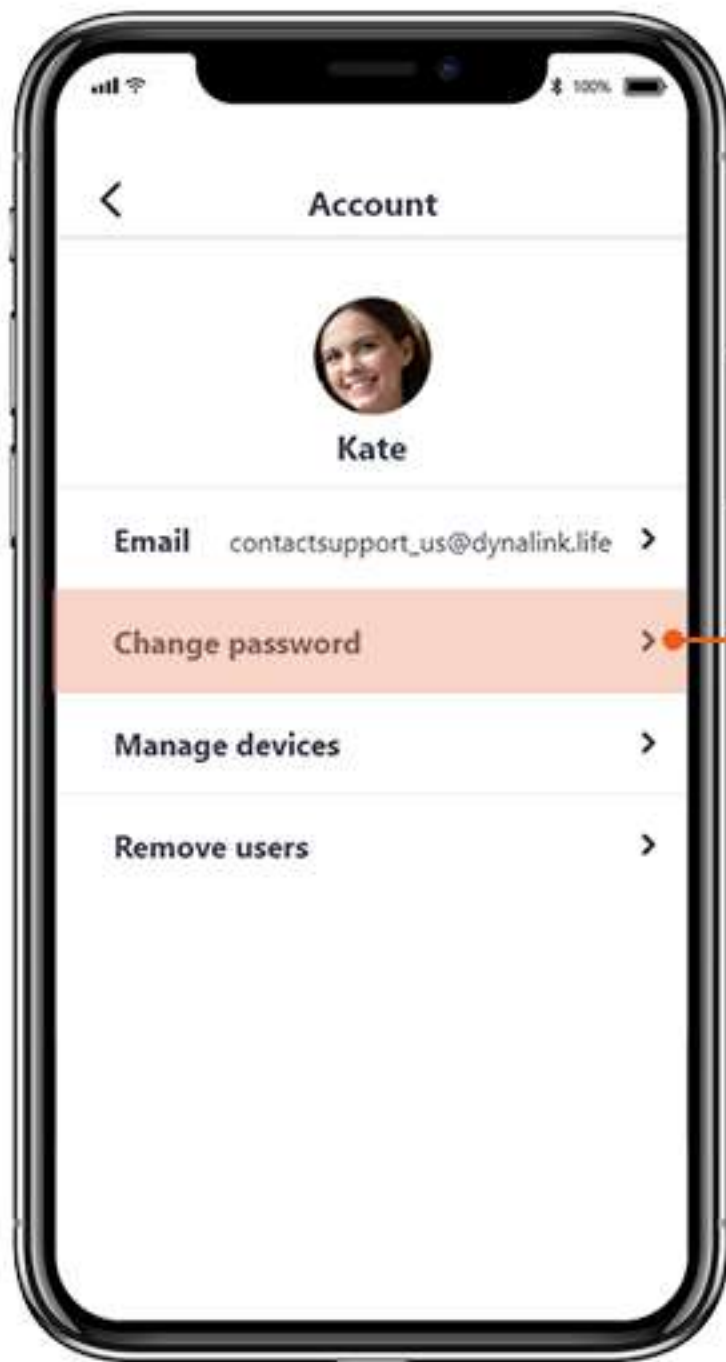 100%
Account
Kate
Email contactsupport_us@dynalink.life
Change password
Manage devices
Remove users